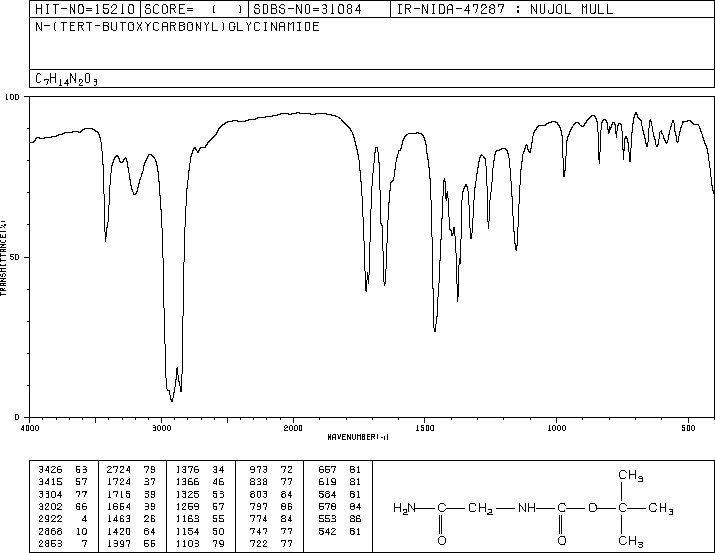 HIT-NO=15210 SCORE= ( ) SDBS-NO=31084 IR-NIDA-47287 : NUJOL MULL
N-(TERT-BUTOXYCARBONYL)GLYCINAMIDE
C7H14N2O3
100
50
0
TRANSMITTANCE(%)
4000 3000 2000 1500 1000 500
WAVENUMBER(-1)
3426 63 2724 79 1376 34 973 72 667 81
3415 57 1724 37 1366 46 838 77 619 81
3304 77 1715 39 1325 53 803 84 584 81
3202 66 1654 39 1259 57 797 86 578 84
2922 4 1463 26 1163 55 774 84 553 86
2868 10 1420 64 1154 50 747 77 542 81
2853 7 1397 55 1103 79 722 77
CH3
H2N C CH2 NH C O C CH3
O O CH3